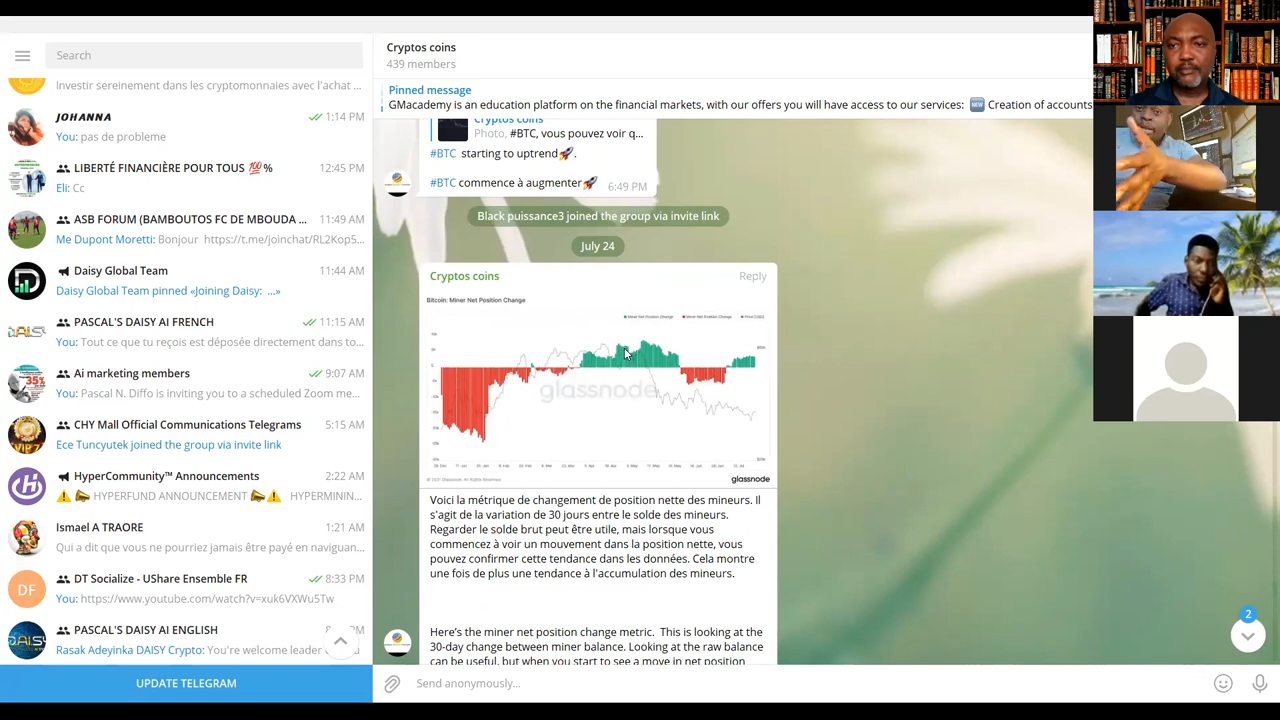 Search
Investir sereinement dans les cryptomonnaies avec l'achat ...
JOHANNA
1:14 PM
You: pas de probleme
LIBERTÉ FINANCIÈRE POUR TOUS 💯 %
12:45 PM
Eli: Cc
ASB FORUM (BAMBOUTOS FC DE MBOUDA ...
11:49 AM
Me Dupont Moretti: Bonjour https://t.me/joinchat/RL2Kop5...
Daisy Global Team
11:44 AM
Daisy Global Team pinned «Joining Daisy: ...»
PASCAL'S DAISY AI FRENCH
11:15 AM
You: Tout ce que tu reçois est déposée directement dans to...
Ai marketing members
9:07 AM
You: Pascal N. Diffo is inviting you to a scheduled Zoom me...
CHY Mall Official Communications Telegrams
5:15 AM
Ece Tuncyutek joined the group via invite link
HyperCommunity™ Announcements
2:22 AM
⚠️📣 HYPERFUND ANNOUNCEMENT 📣⚠️ HYPERMININ...
Ismael A TRAORE
1:21 AM
Qui a dit que vous ne pourriez jamais être payé en naviguan...
DF
DT Socialize - UShare Ensemble FR
8:33 PM
You: https://www.youtube.com/watch?v=xuk6VXWu5Tw
PASCAL'S DAISY AI ENGLISH
Rasak Adeyinka DAISY Crypto: You're welcome leader
UPDATE TELEGRAM
Cryptos coins
439 members
Pinned message
GMacademy is an education platform on the financial markets, with our offers you will have access to our services: 🆕 Creation of accounts
Cryptos coins
Photo, #BTC, vous pouvez voir q...
#BTC starting to uptrend🚀.
#BTC commence à augmenter🚀
6:49 PM
Black puissance3 joined the group via invite link
July 24
Cryptos coins
Reply
Bitcoin: Miner Net Position Change
glassnode
glassnode
Voici la métrique de changement de position nette des mineurs. Il
s'agit de la variation de 30 jours entre le solde des mineurs.
Regarder le solde brut peut être utile, mais lorsque vous
commencez à voir un mouvement dans la position nette, vous
pouvez confirmer cette tendance dans les données. Cela montre
une fois de plus une tendance à l'accumulation des mineurs.
Here's the miner net position change metric. This is looking at the
30-day change between miner balance. Looking at the raw balance
can be useful, but when you start to see a move in net position
2
Send anonymously...